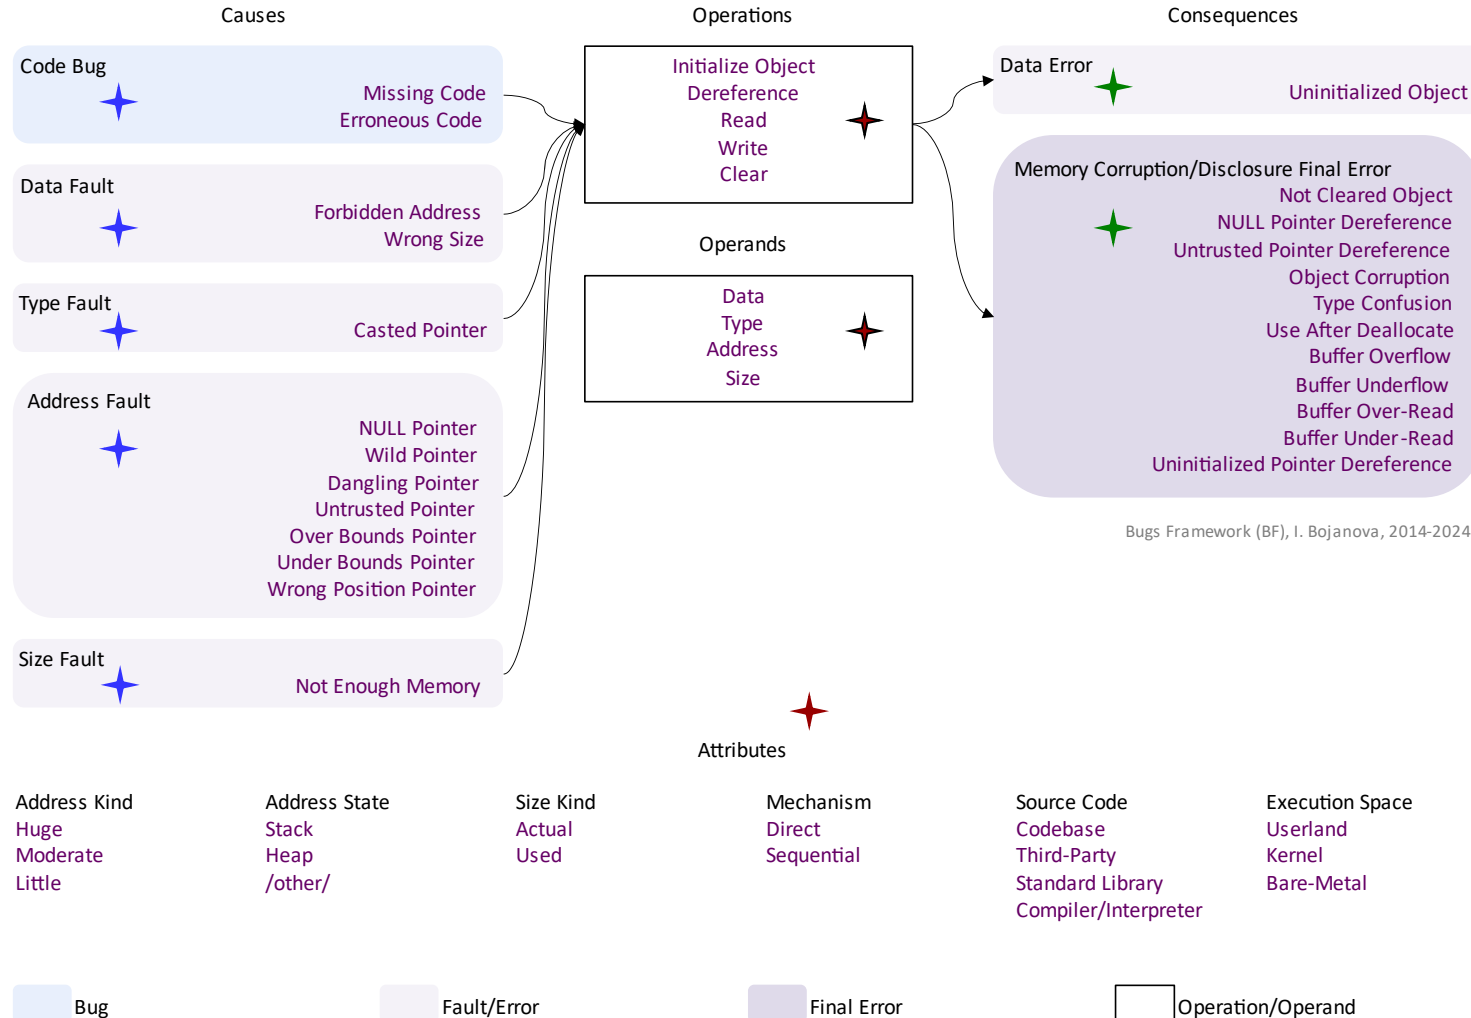 Causes
Operations
Consequences
Code Bug
Missing Code
Erroneous Code
Data Fault
Forbidden Address
Wrong Size
Type Fault
Casted Pointer
Address Fault
NULL Pointer
Wild Pointer
Dangling Pointer
Untrusted Pointer
Over Bounds Pointer
Under Bounds Pointer
Wrong Position Pointer
Size Fault
Not Enough Memory
Initialize Object
Dereference
Read
Write
Clear
Operands
Data
Type
Address
Size
Data Error
Uninitialized Object
Memory Corruption/Disclosure Final Error
Not Cleared Object
NULL Pointer Dereference
Untrusted Pointer Dereference
Object Corruption
Type Confusion
Use After Deallocate
Buffer Overflow
Buffer Underflow
Buffer Over-Read
Buffer Under-Read
Uninitialized Pointer Dereference
Bugs Framework (BF), I. Bojanova, 2014-2024
Attributes
Address Kind
Huge
Moderate
Little
Address State
Stack
Heap
/other/
Size Kind
Actual
Used
Mechanism
Direct
Sequential
Source Code
Codebase
Third-Party
Standard Library
Compiler/Interpreter
Execution Space
Userland
Kernel
Bare-Metal
Bug
Fault/Error
Final Error
Operation/Operand